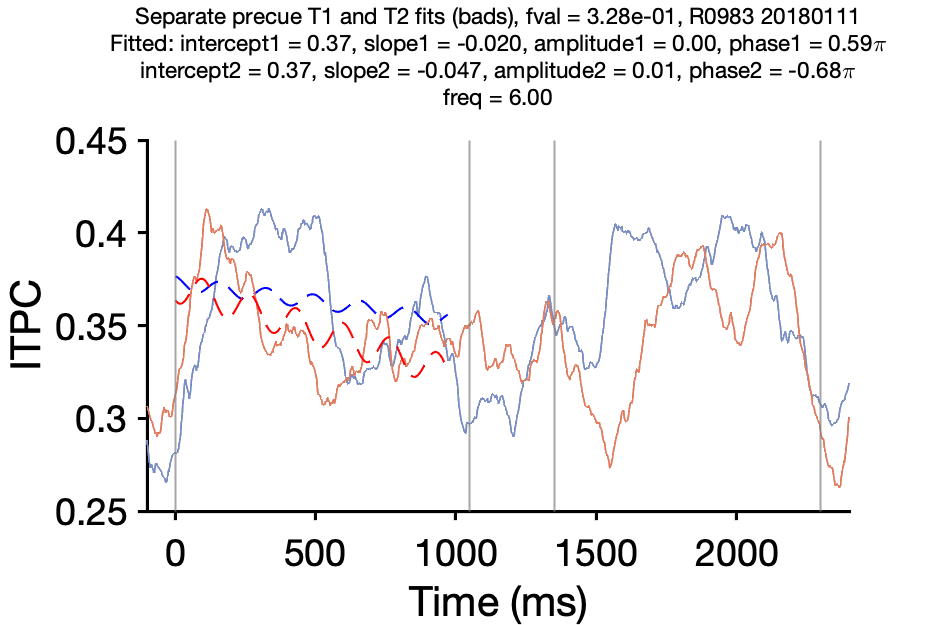 Separate precue T1 and T2 fits (bads), fval = 3.28e-01, R0983 20180111
Fitted: intercept1 = 0.37, slope1 = -0.020, amplitude1 = 0.00, phase1 = 0.59π
intercept2 = 0.37, slope2 = -0.047, amplitude2 = 0.01, phase2 = -0.68π
freq = 6.00
0.45
0.4
0.35
0.3
0.25
ITPC
0 500 1000 1500 2000
Time (ms)